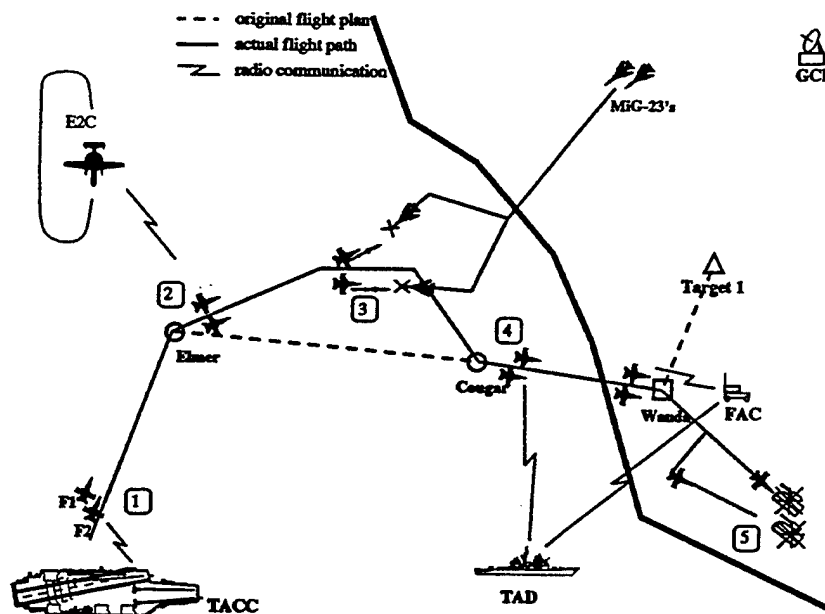 original flight plan
actual flight path
radio communication
GCI
MiG-23's
E2C
Target 1
2
3
4
Elmer
Cougar
Wanda
FAC
F1
1
F2
5
TACC
TAD